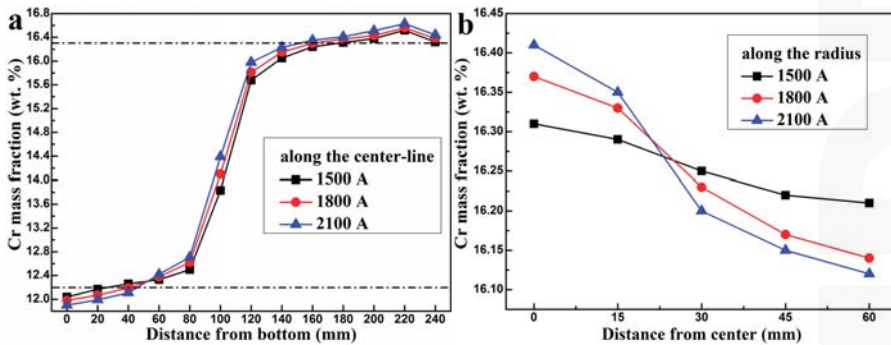 a
Cr mass fraction (wt. %)
16.8
16.4
16.0
15.6
15.2
14.8
14.4
14.0
13.6
13.2
12.8
12.4
12.0
along the center-line
1500 A
1800 A
2100 A
0 20 40 60 80 100 120 140 160 180 200 220 240
Distance from bottom (mm)
b
Cr mass fraction (wt. %)
16.45
16.40
16.35
16.30
16.25
16.20
16.15
16.10
along the radius
1500 A
1800 A
2100 A
0 15 30 45 60
Distance from center (mm)